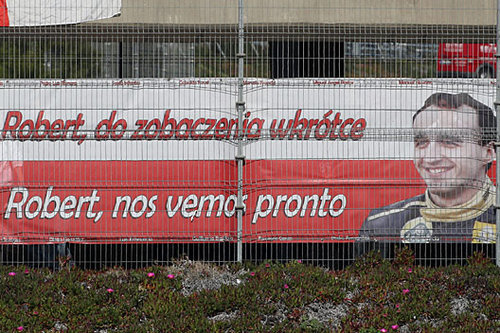 Robert, do zobaczenia wkrótce
Robert, nos vemos pronto